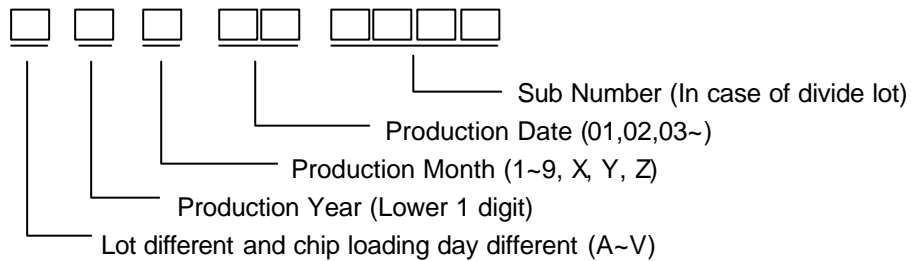 Sub Number (In case of divide lot)
Production Date (01,02,03~)
Production Month (1~9, X, Y, Z)
Production Year (Lower 1 digit)
Lot different and chip loading day different (A~V)